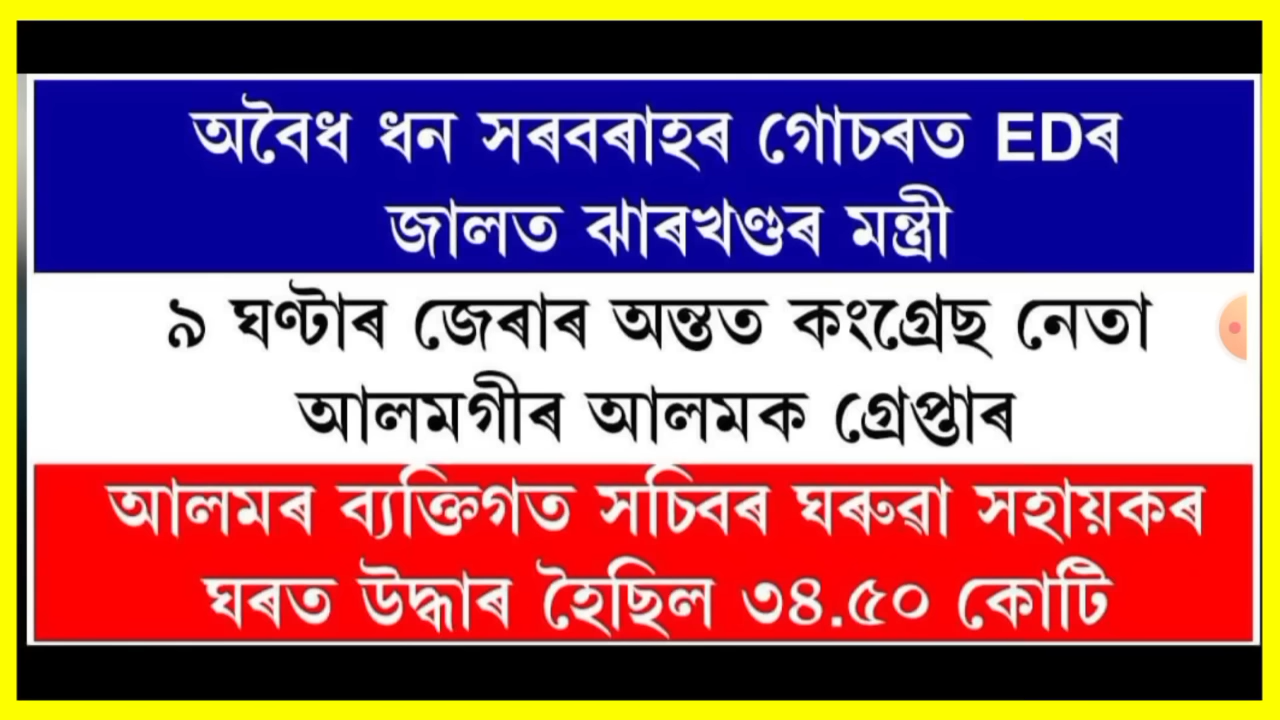 অবৈধ ধন সৰবৰাহৰ গোচৰত EDৰ
জালত ঝাৰখণ্ডৰ মন্ত্ৰী
৯ ঘণ্টাৰ জেৰাৰ অন্তত কংগ্ৰেছ নেতা
আলমগীৰ আলমক গ্ৰেপ্তাৰ
আলমৰ ব্যক্তিগত সচিবৰ ঘৰুৱা সহায়কৰ
ঘৰত উদ্ধাৰ হৈছিল ৩৪.৫০ কোটি